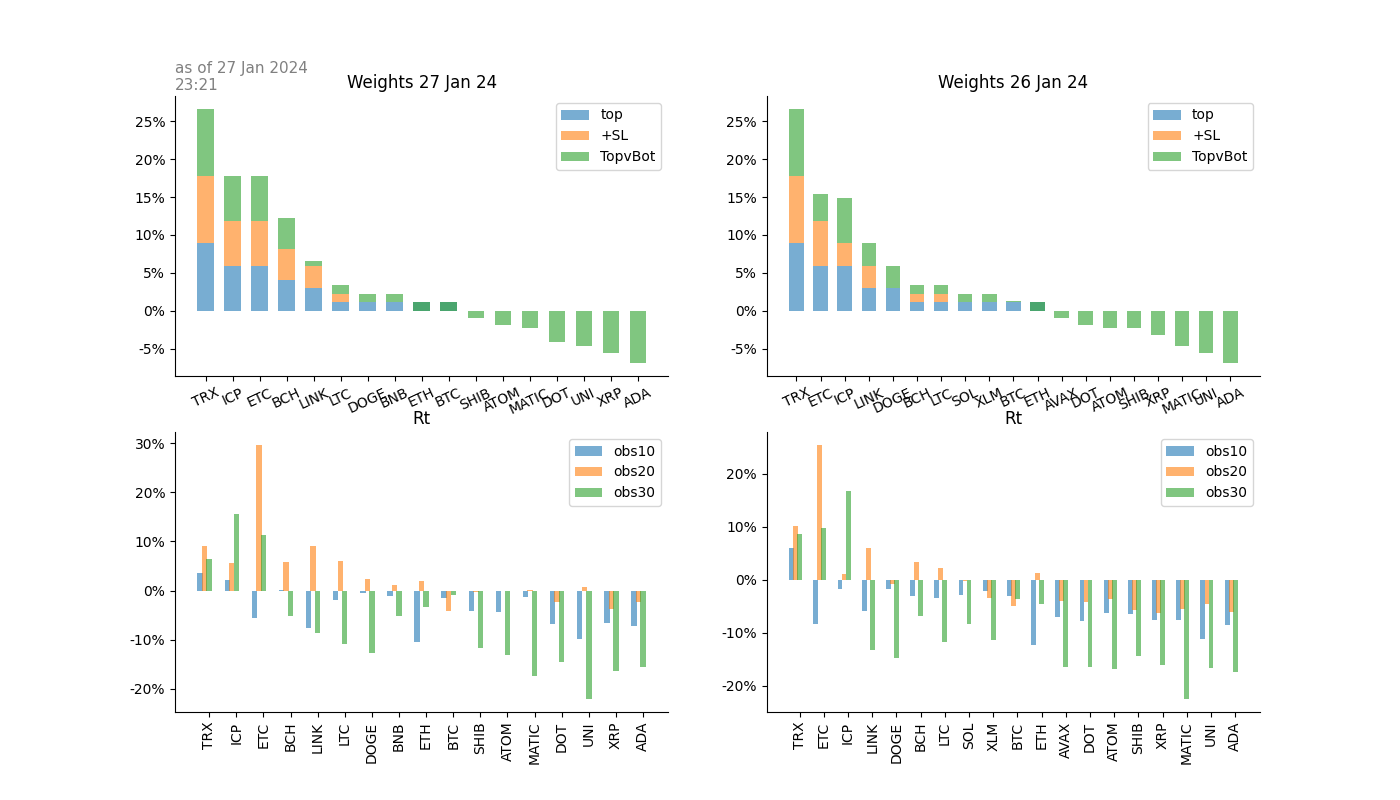 as of 27 Jan 2024
23:21
Weights 27 Jan 24
25%
20%
15%
10%
5%
0%
-5%
top
+SL
TopvBot
TRX ICP ETC BCH LINK LTC DOGE BNB ETH BTC SHIB ATOM MATIC DOT UNI XRP ADA
Weights 26 Jan 24
25%
20%
15%
10%
5%
0%
-5%
top
+SL
TopvBot
TRX ETC ICP LINK DOGE BCH LTC SOL XLM BTC ETH AVAX DOT ATOM SHIB XRP MATIC UNI ADA
Rt
30%
20%
10%
0%
-10%
-20%
obs10
obs20
obs30
TRX ICP ETC BCH LINK LTC DOGE BNB ETH BTC SHIB ATOM MATIC DOT UNI XRP ADA
Rt
20%
10%
0%
-10%
-20%
obs10
obs20
obs30
TRX ETC ICP LINK DOGE BCH LTC SOL XLM BTC ETH AVAX DOT ATOM SHIB XRP MATIC UNI ADA